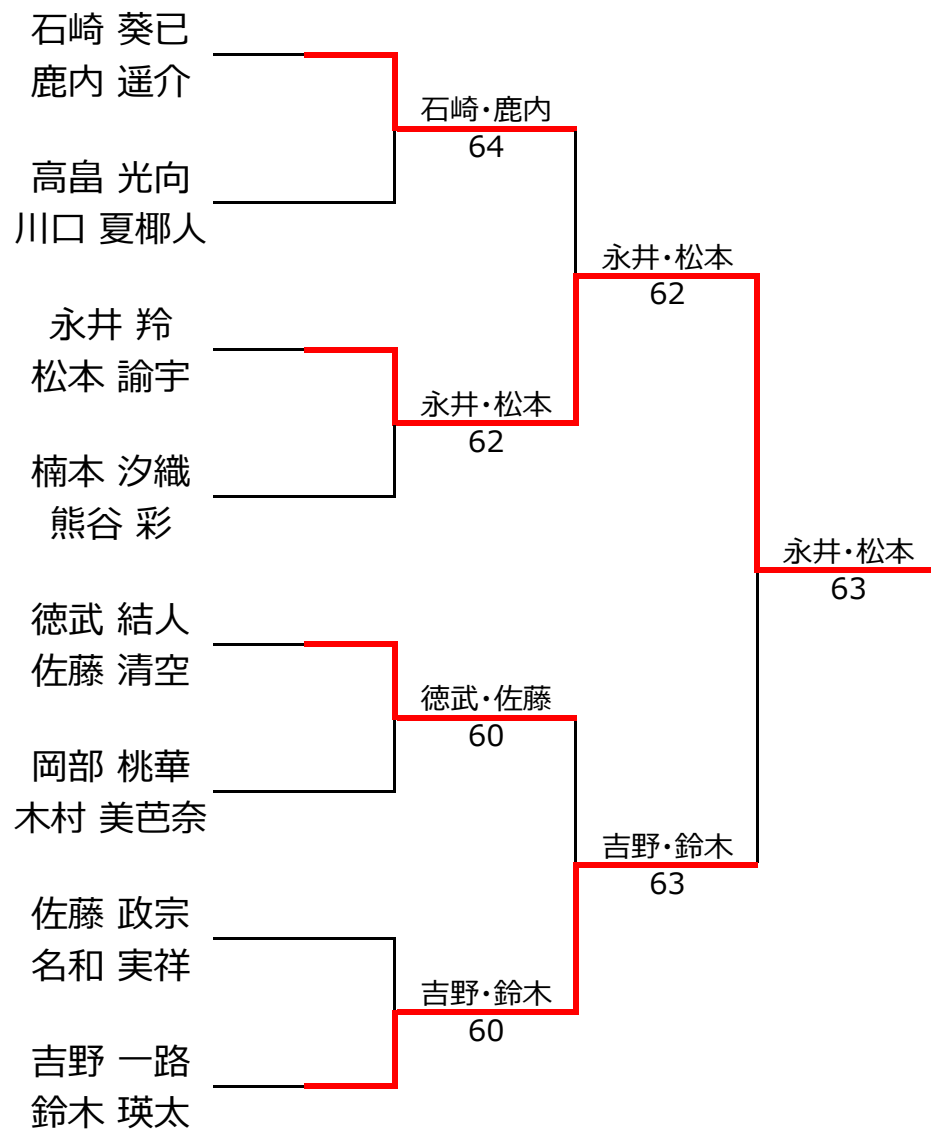 石崎 葵已
鹿内 遥介
高畠 光向
川口 夏椰人
永井 羚
松本 諭宇
楠本 汐織
熊谷 彩
徳武 結人
佐藤 清空
岡部 桃華
木村 美芭奈
佐藤 政宗
名和 実祥
吉野 一路
鈴木 瑛太
石崎・鹿内
64
永井・松本
62
徳武・佐藤
60
吉野・鈴木
60
永井・松本
62
吉野・鈴木
63
永井・松本
63